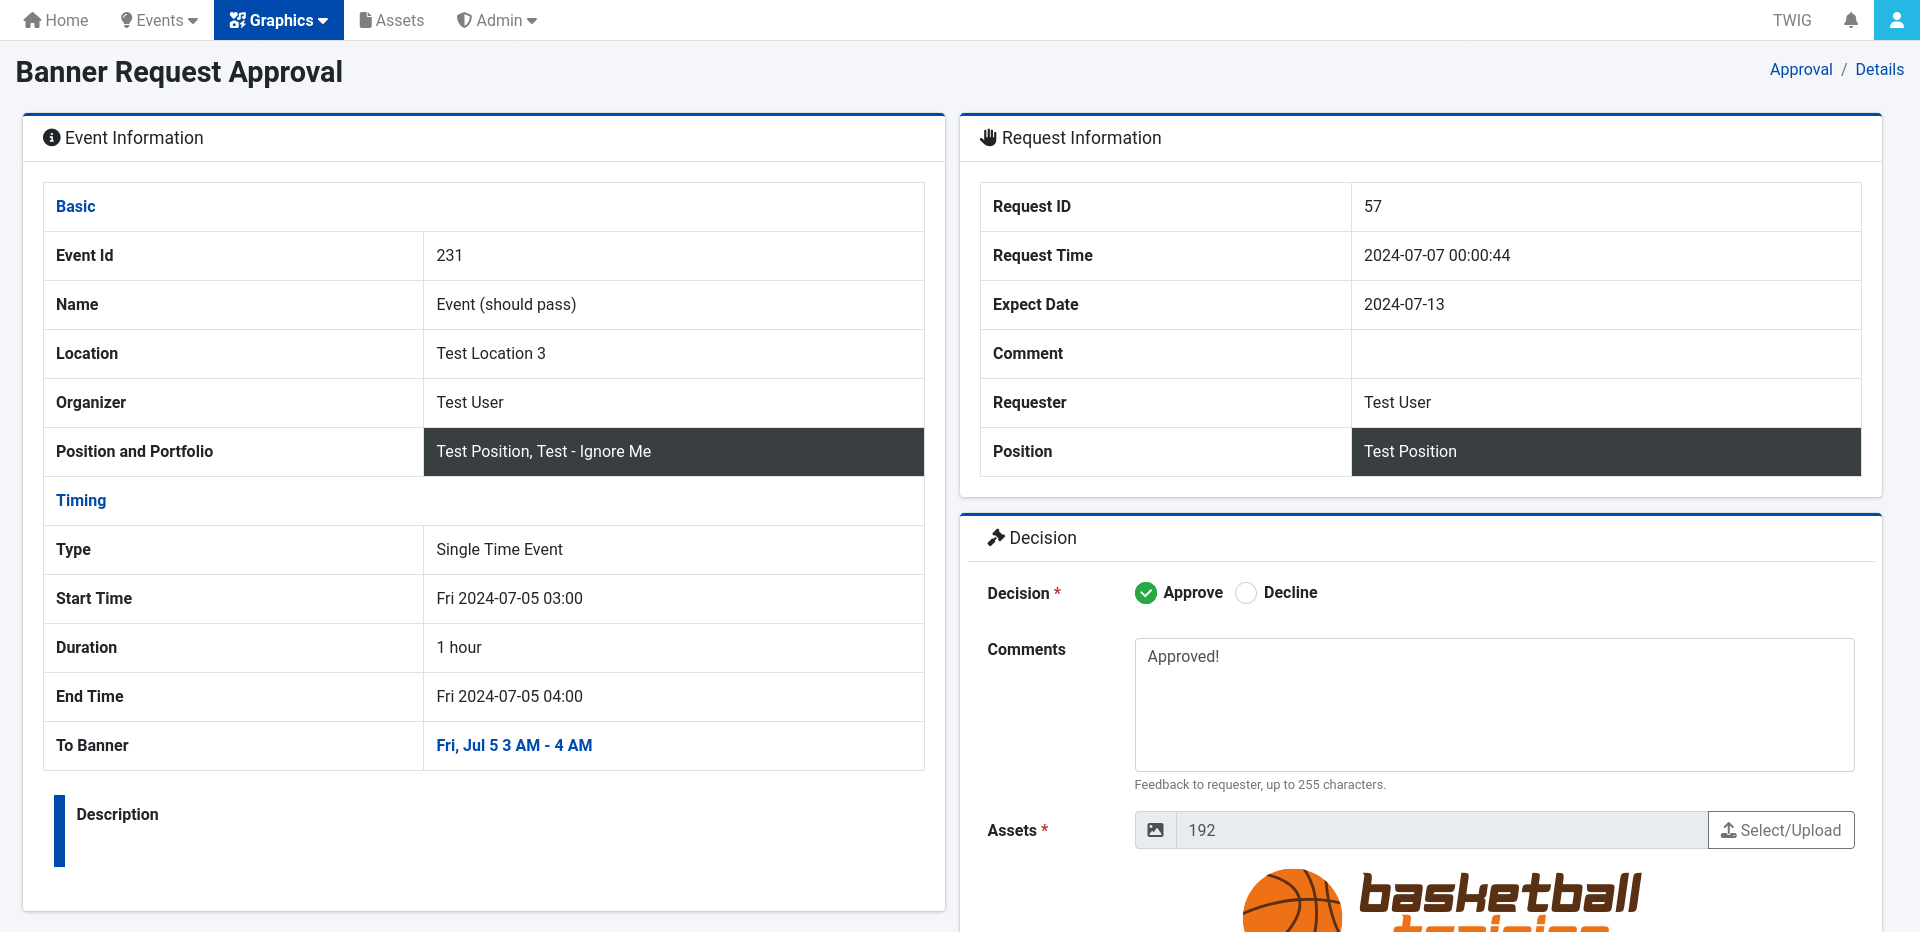 Home Events Graphics Assets Admin TWIG
Banner Request Approval
Approval / Details
Event Information
Basic
Event Id 231
Name Event (should pass)
Location Test Location 3
Organizer Test User
Position and Portfolio Test Position, Test - Ignore Me
Timing
Type Single Time Event
Start Time Fri 2024-07-05 03:00
Duration 1 hour
End Time Fri 2024-07-05 04:00
To Banner Fri, Jul 5 3 AM - 4 AM
Description
Request Information
Request ID 57
Request Time 2024-07-07 00:00:44
Expect Date 2024-07-13
Comment
Requester Test User
Position Test Position
Decision
Decision * Approve Decline
Comments Approved!
Feedback to requester, up to 255 characters.
Assets * 192 Select/Upload
basketball